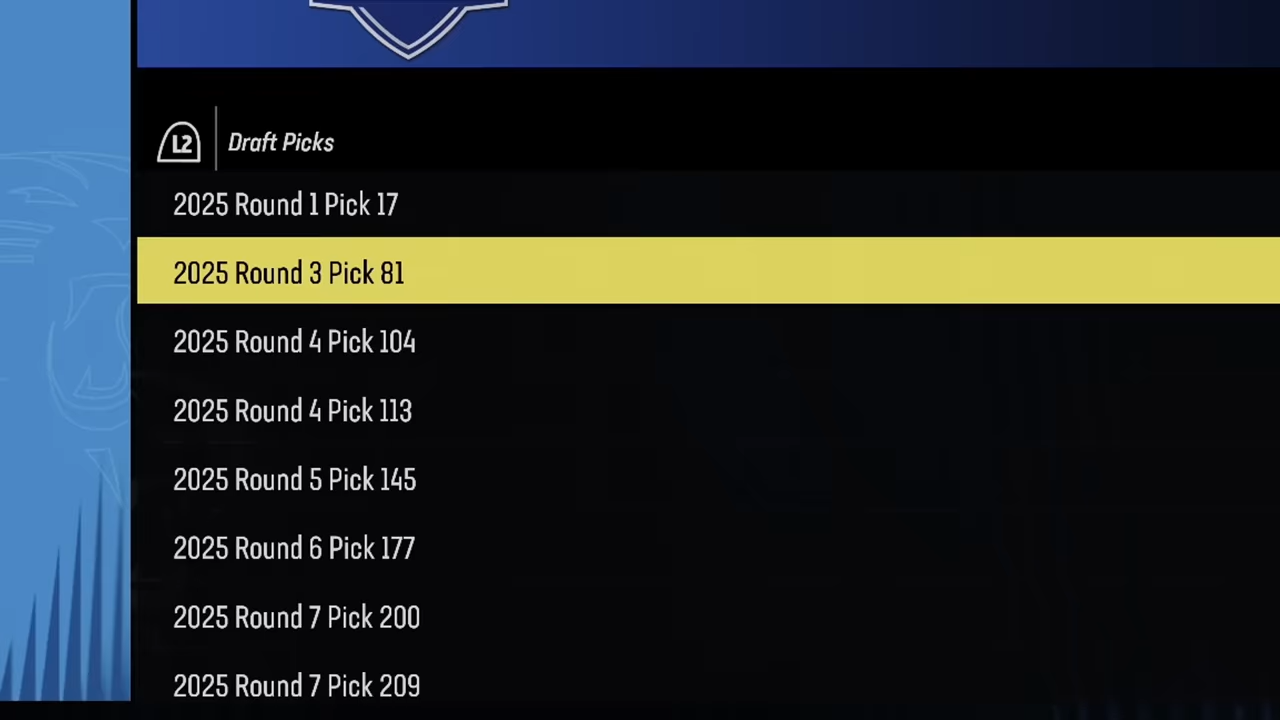 L2 Draft Picks
2025 Round 1 Pick 17
2025 Round 3 Pick 81
2025 Round 4 Pick 104
2025 Round 4 Pick 113
2025 Round 5 Pick 145
2025 Round 6 Pick 177
2025 Round 7 Pick 200
2025 Round 7 Pick 209